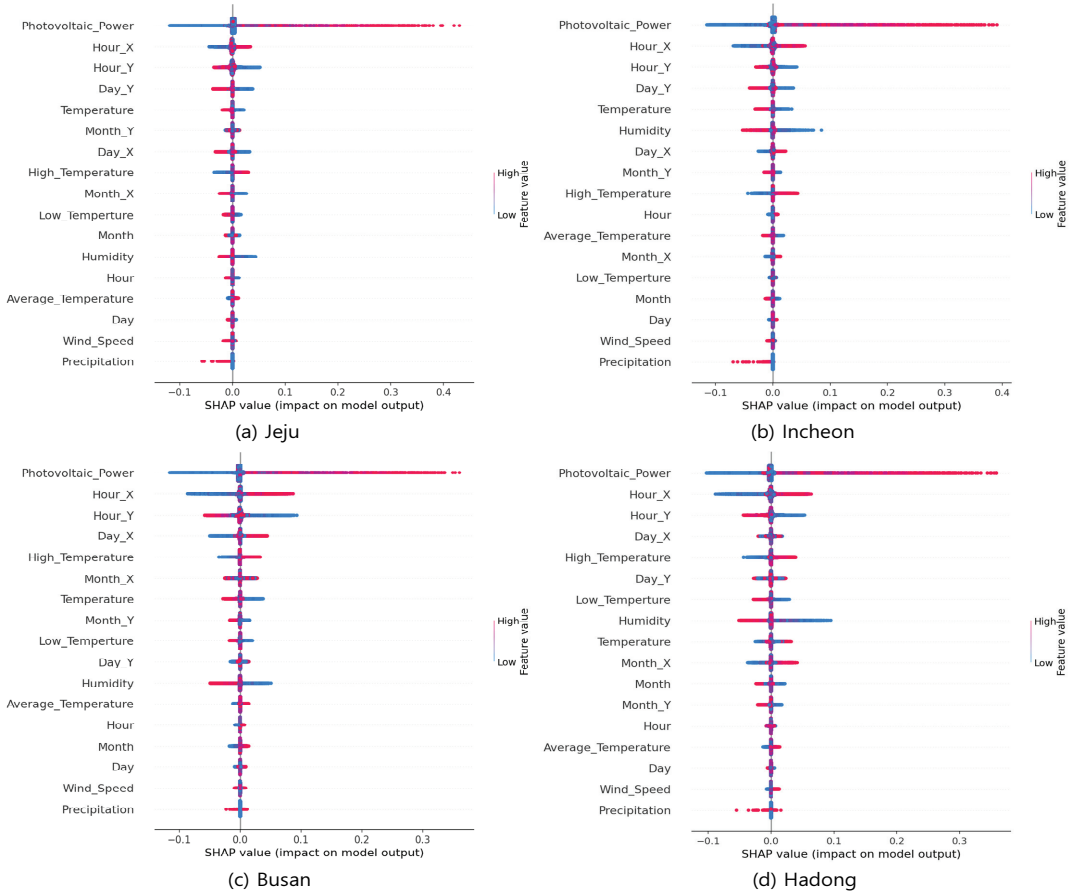 Photovoltaic_Power
Hour_X
Hour_Y
Day_Y
Temperature
Month_Y
Day_X
High_Temperature
Month_X
Low_Temperture
Month
Humidity
Hour
Average_Temperature
Day
Wind_Speed
Precipitation
High
Low
Feature value
−0.1 0.0 0.1 0.2 0.3 0.4
SHAP value (impact on model output)
(a) Jeju
Photovoltaic_Power
Hour_X
Hour_Y
Day_Y
Temperature
Humidity
Day_X
Month_Y
High_Temperature
Hour
Average_Temperature
Month_X
Low_Temperture
Month
Day
Wind_Speed
Precipitation
High
Low
Feature value
−0.1 0.0 0.1 0.2 0.3 0.4
SHAP value (impact on model output)
(b) Incheon
Photovoltaic_Power
Hour_X
Hour_Y
Day_X
High_Temperature
Month_X
Temperature
Month_Y
Low_Temperture
Day_Y
Humidity
Average_Temperature
Hour
Month
Day
Wind_Speed
Precipitation
High
Low
Feature value
−0.1 0.0 0.1 0.2 0.3
SHAP value (impact on model output)
(c) Busan
Photovoltaic_Power
Hour_X
Hour_Y
Day_X
High_Temperature
Day_Y
Low_Temperture
Humidity
Temperature
Month_X
Month
Month_Y
Hour
Average_Temperature
Day
Wind_Speed
Precipitation
High
Low
Feature value
−0.1 0.0 0.1 0.2 0.3
SHAP value (impact on model output)
(d) Hadong